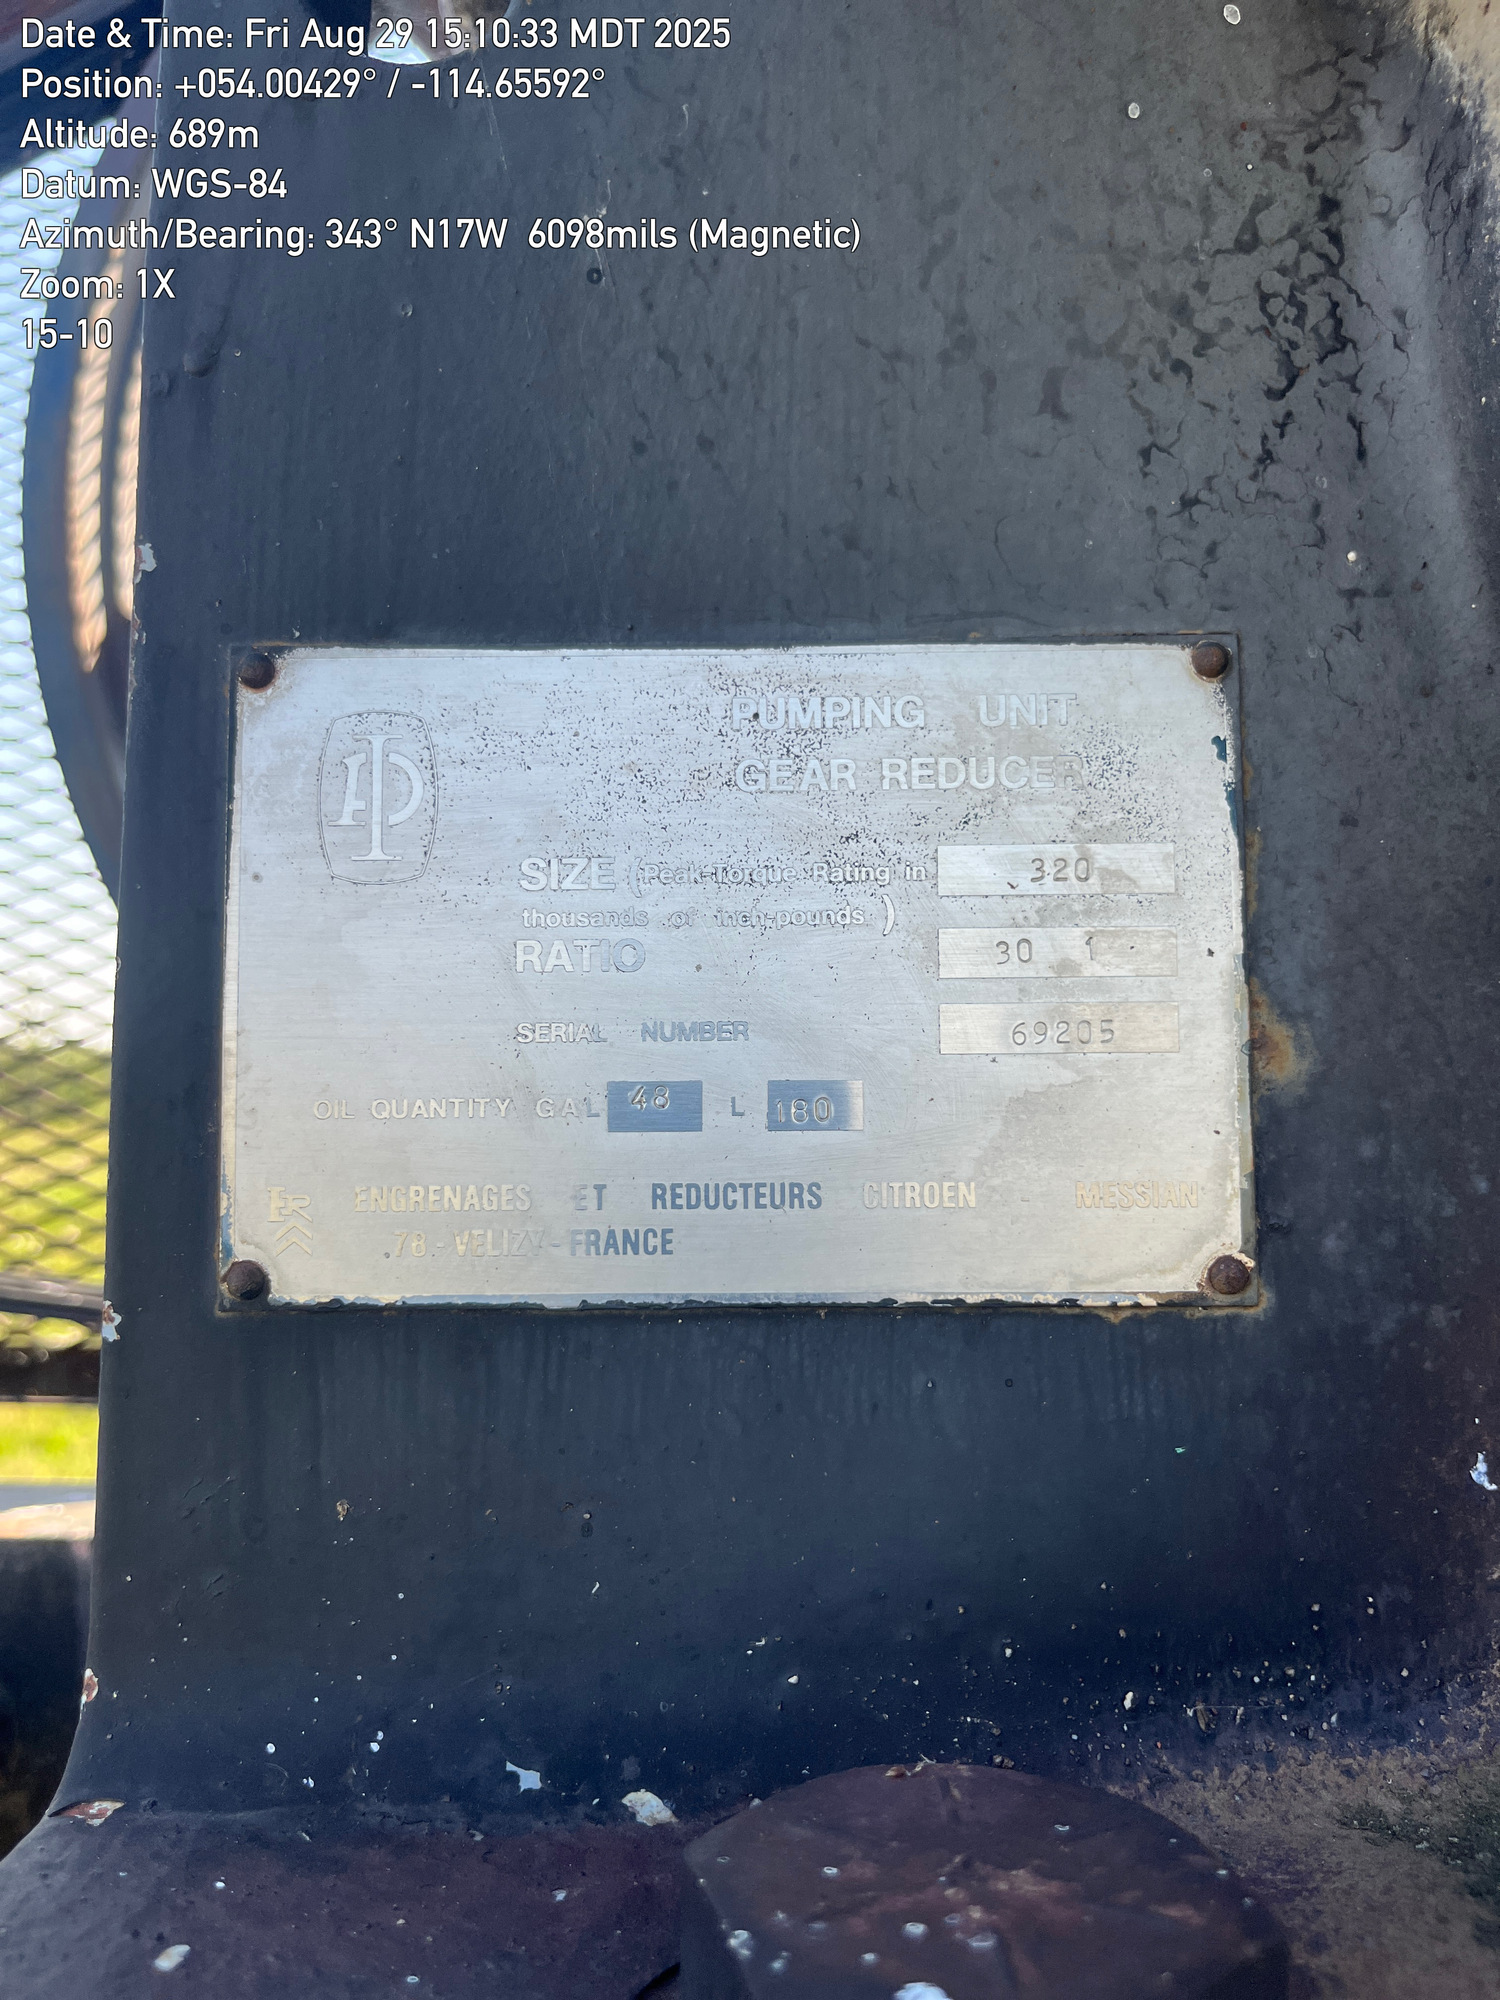 Date & Time: Fri Aug 29 15:10:33 MDT 2025
Position: +054.00429° / -114.65592°
Altitude: 689m
Datum: WGS-84
Azimuth/Bearing: 343° N17W 6098mils (Magnetic)
Zoom: 1X
15-10
API
PUMPING UNIT
GEAR REDUCER
SIZE (Peak-Torque Rating in 320
thousands of inch-pounds )
RATIO 30 1
SERIAL NUMBER 69205
OIL QUANTITY GAL 48 L 180
ER ENGRENAGES ET REDUCTEURS CITROEN - MESSIAN
78 - VELIZY - FRANCE